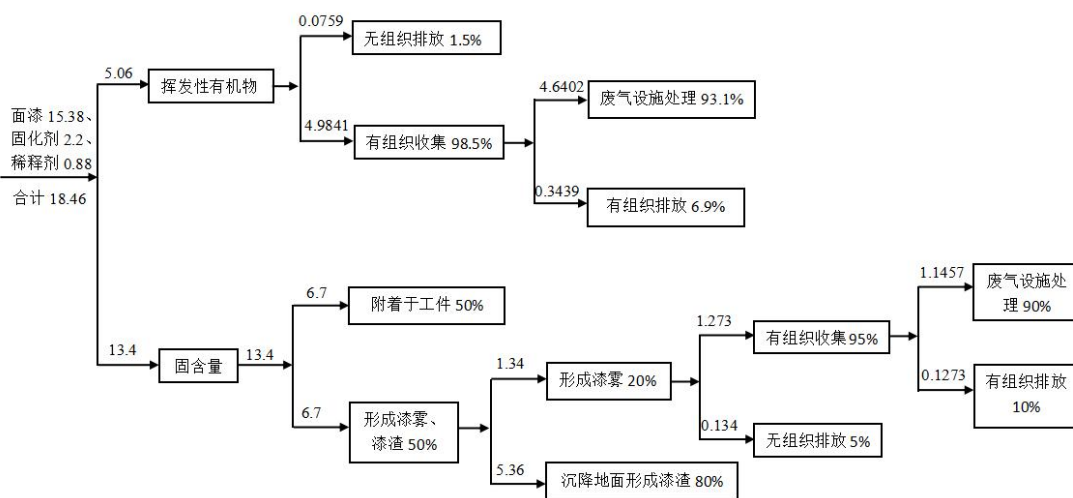 0.0759
无组织排放 1.5%
5.06
挥发性有机物
4.6402
废气设施处理 93.1%
面漆 15.38、
固化剂 2.2、
稀释剂 0.88
合计 18.46
4.9841
有组织收集 98.5%
0.3439
有组织排放 6.9%
6.7
附着于工件 50%
1.1457
废气设施处
理 90%
1.273
有组织收集 95%
13.4
固含量
13.4
1.34
形成漆雾 20%
0.1273
有组织排放
10%
6.7
形成漆雾、
漆渣 50%
0.134
无组织排放 5%
5.36
沉降地面形成漆渣 80%